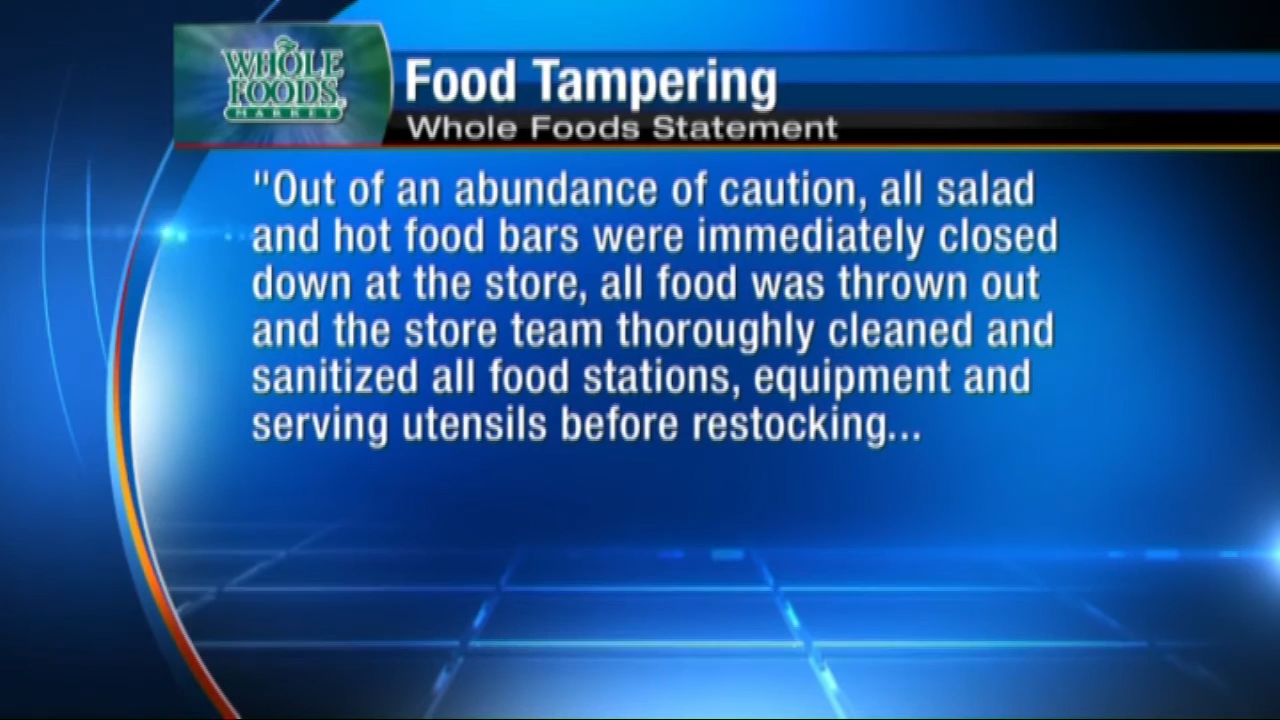 WHOLE
FOODS
MARKET
Food Tampering
Whole Foods Statement
"Out of an abundance of caution, all salad
and hot food bars were immediately closed
down at the store, all food was thrown out
and the store team thoroughly cleaned and
sanitized all food stations, equipment and
serving utensils before restocking...